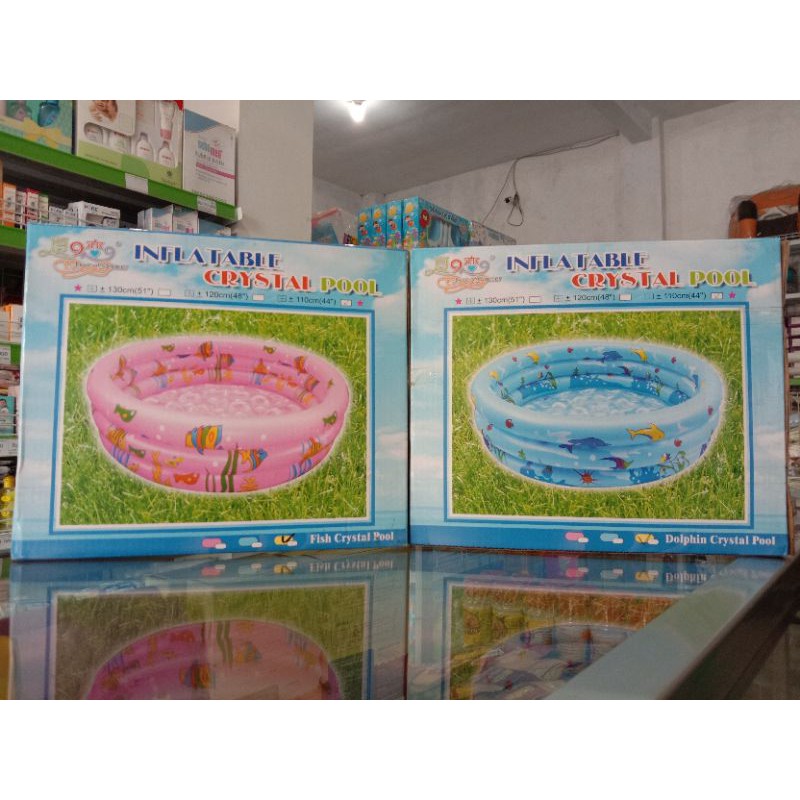 INFLATABLE
CRYSTAL POOL
± 130cm(51") ± 120cm(48") ± 110cm(44")
Fish Crystal Pool
INFLATABLE
CRYSTAL POOL
± 130cm(51") ± 120cm(48") ± 110cm(44")
Dolphin Crystal Pool